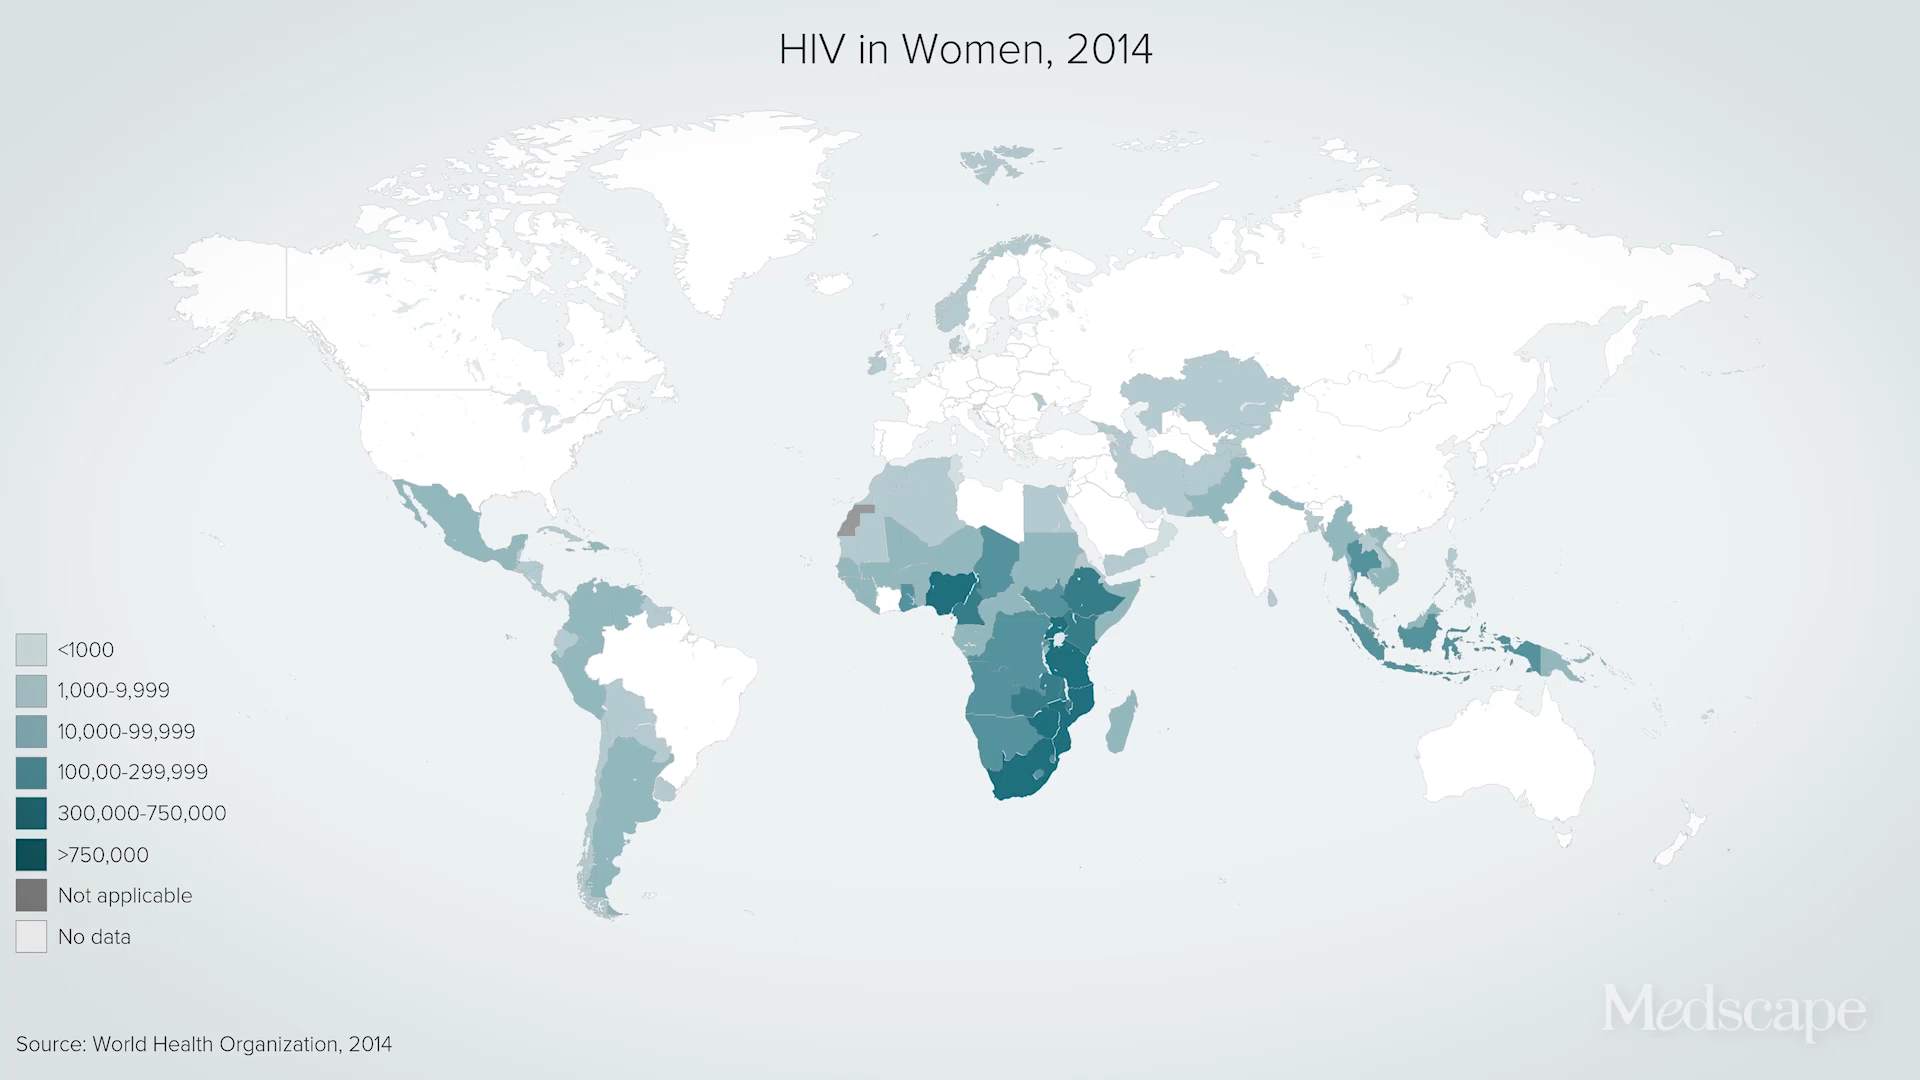 HIV in Women, 2014
<1000
1,000-9,999
10,000-99,999
100,00-299,999
300,000-750,000
>750,000
Not applicable
No data
Source: World Health Organization, 2014
Medscape